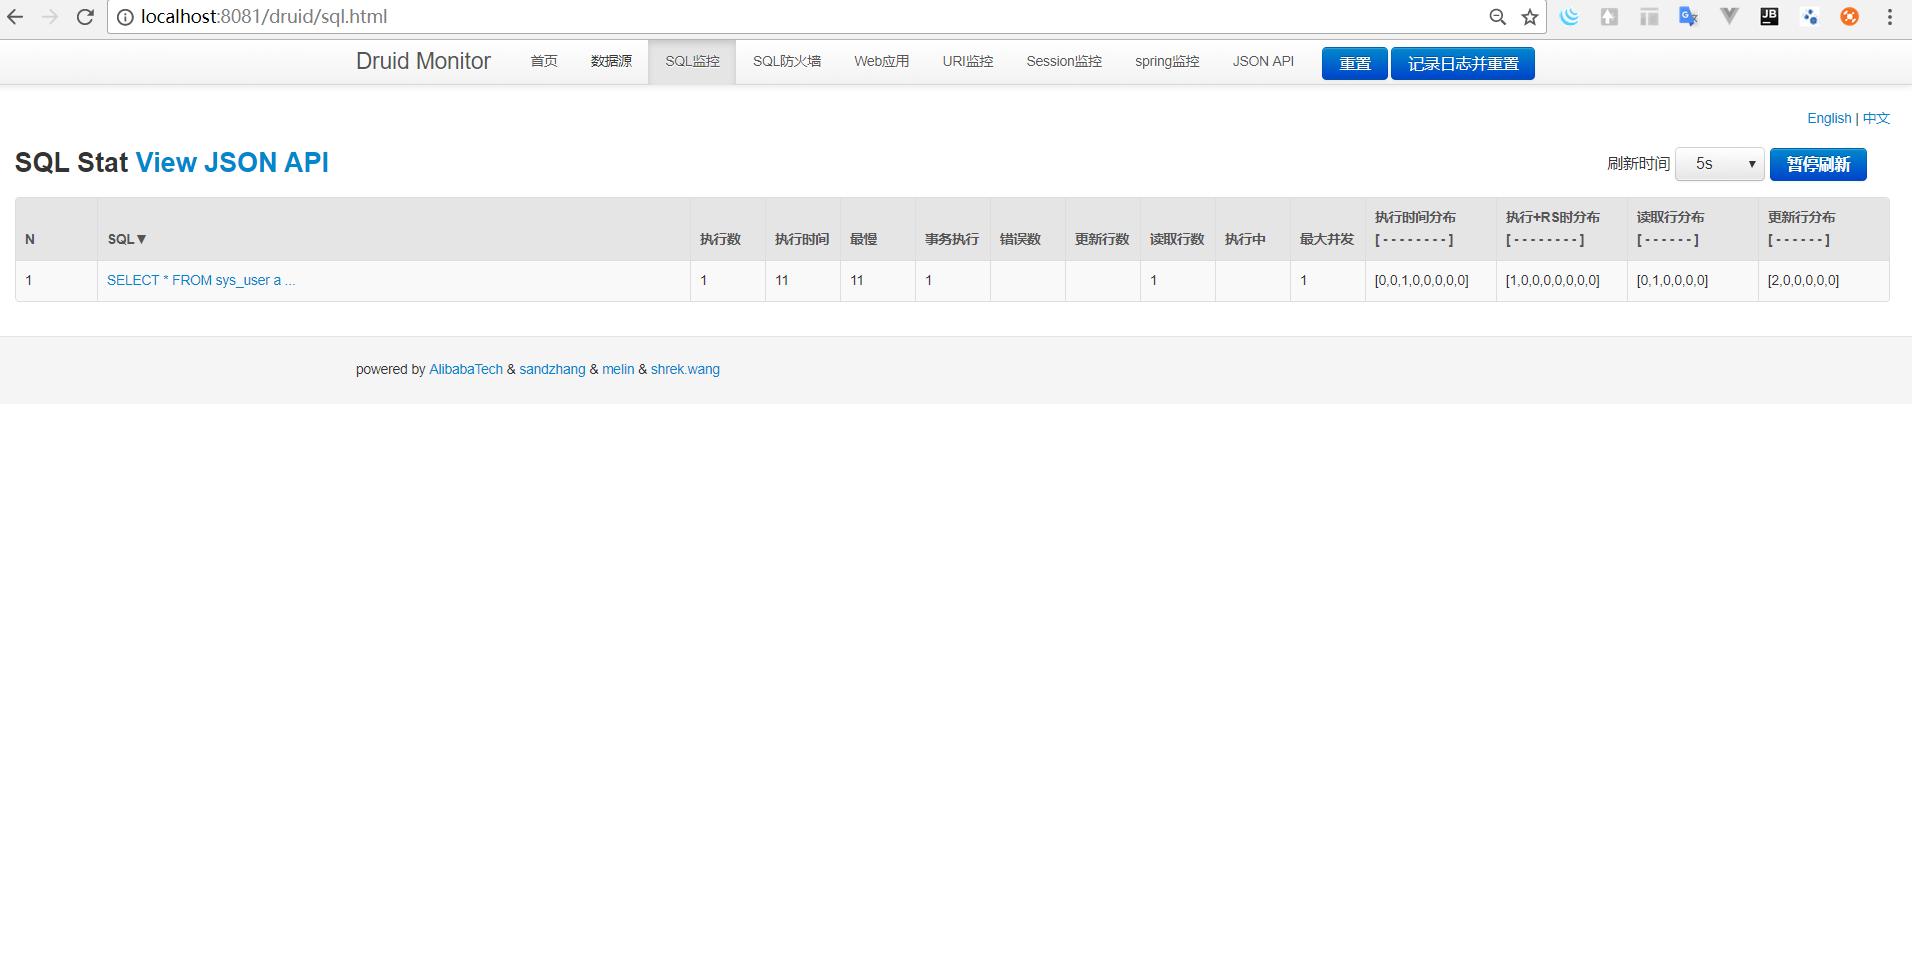 localhost:8081/druid/sql.html
Druid Monitor 首页 数据源 SQL监控 SQL防火墙 Web应用 URI监控 Session监控 spring监控 JSON API 重置 记录日志并重置
English | 中文
SQL Stat View JSON API 刷新时间 5s 暂停刷新
N SQL▼ 执行数 执行时间 最慢 事务执行 错误数 更新行数 读取行数 执行中 最大并发 执行时间分布 执行+RS时分布 读取行分布 更新行分布
[ - - - - - - - - ] [ - - - - - - - - ] [ - - - - - - ] [ - - - - - - ]
1 SELECT * FROM sys_user a ... 1 11 11 1 1 1 [0,0,1,0,0,0,0,0] [1,0,0,0,0,0,0,0] [0,1,0,0,0,0] [2,0,0,0,0,0]
powered by AlibabaTech & sandzhang & melin & shrek.wang